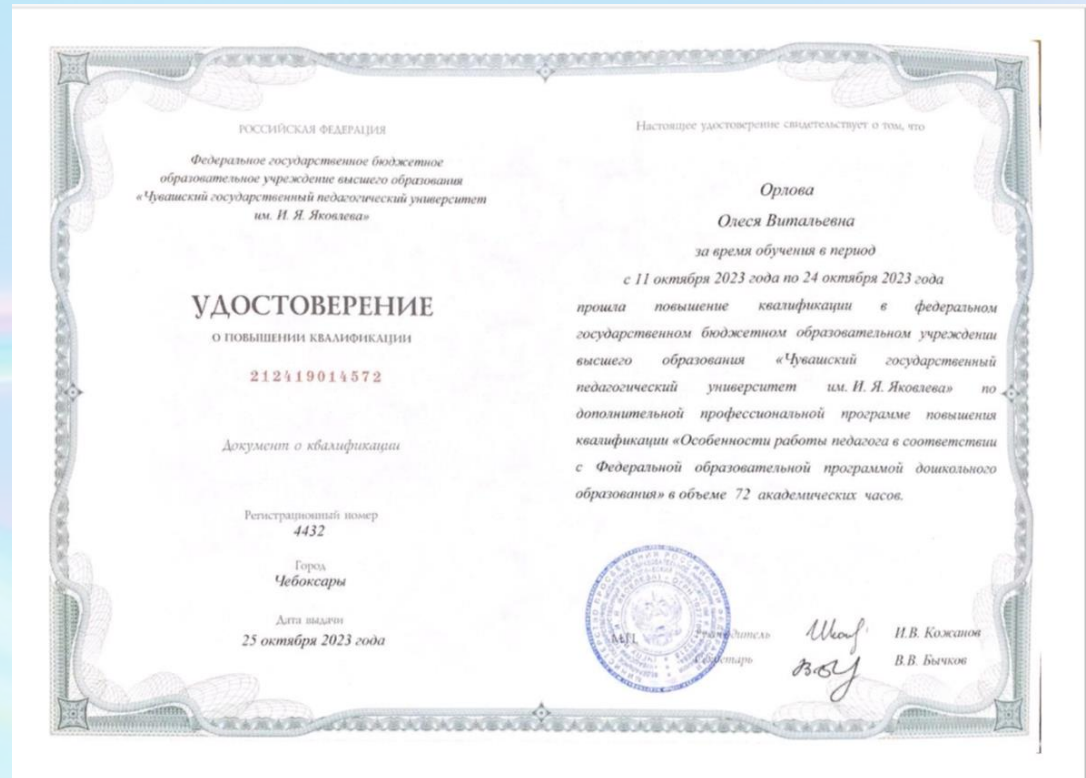 РОССИЙСКАЯ ФЕДЕРАЦИЯ
Федеральное государственное бюджетное
образовательное учреждение высшего образования
«Чувашский государственный педагогический университет
им. И. Я. Яковлева»
УДОСТОВЕРЕНИЕ
О ПОВЫШЕНИИ КВАЛИФИКАЦИИ
212419014572
Документ о квалификации
Регистрационный номер
4432
Город
Чебоксары
Дата выдачи
25 октября 2023 года
Настоящее удостоверение свидетельствует о том, что
Орлова
Олеся Витальевна
за время обучения в период
с 11 октября 2023 года по 24 октября 2023 года
прошла повышение квалификации в федеральном
государственном бюджетном образовательном учреждении
высшего образования «Чувашский государственный
педагогический университет им. И. Я. Яковлева» по
дополнительной профессиональной программе повышения
квалификации «Особенности работы педагога в соответствии
с Федеральной образовательной программой дошкольного
образования» в объеме 72 академических часов.
М.П. Руководитель И.В. Кожанов
Секретарь В.В. Бычков